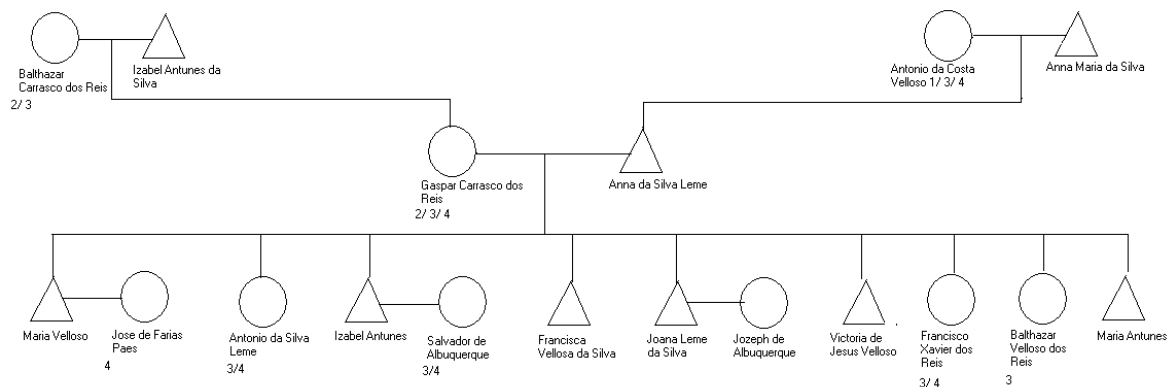 Balthazar
Carrasco dos Reis
2/ 3
Izabel Antunes da
Silva
Antonio da Costa
Velloso 1/ 3/ 4
Anna Maria da Silva
Gaspar Carrasco dos
Reis
2/ 3/ 4
Anna da Silva Leme
Maria Velloso
Jose de Farias
Paes
4
Antonio da Silva
Leme
3/4
Izabel Antunes
Salvador de
Albuquerque
3/4
Francisca
Vellosa da Silva
Joana Leme
da Silva
Jozeph de
Albuquerque
Victoria de
Jesus Velloso
Francisco
Xavier dos
Reis
3/ 4
Balthazar
Velloso dos
Reis
3
Maria Antunes